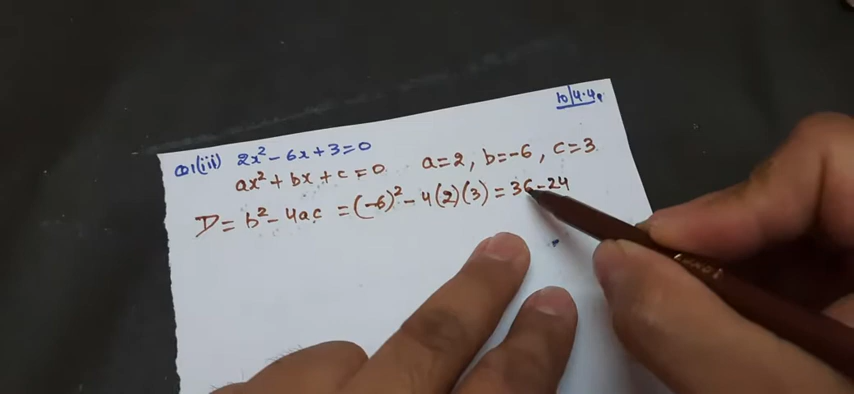 10/4.4.
Q1(iii) 2x² - 6x + 3 = 0
ax² + bx + c = 0 a = 2, b = -6, c = 3
D = b² - 4ac = (-6)² - 4(2)(3) = 36 - 24